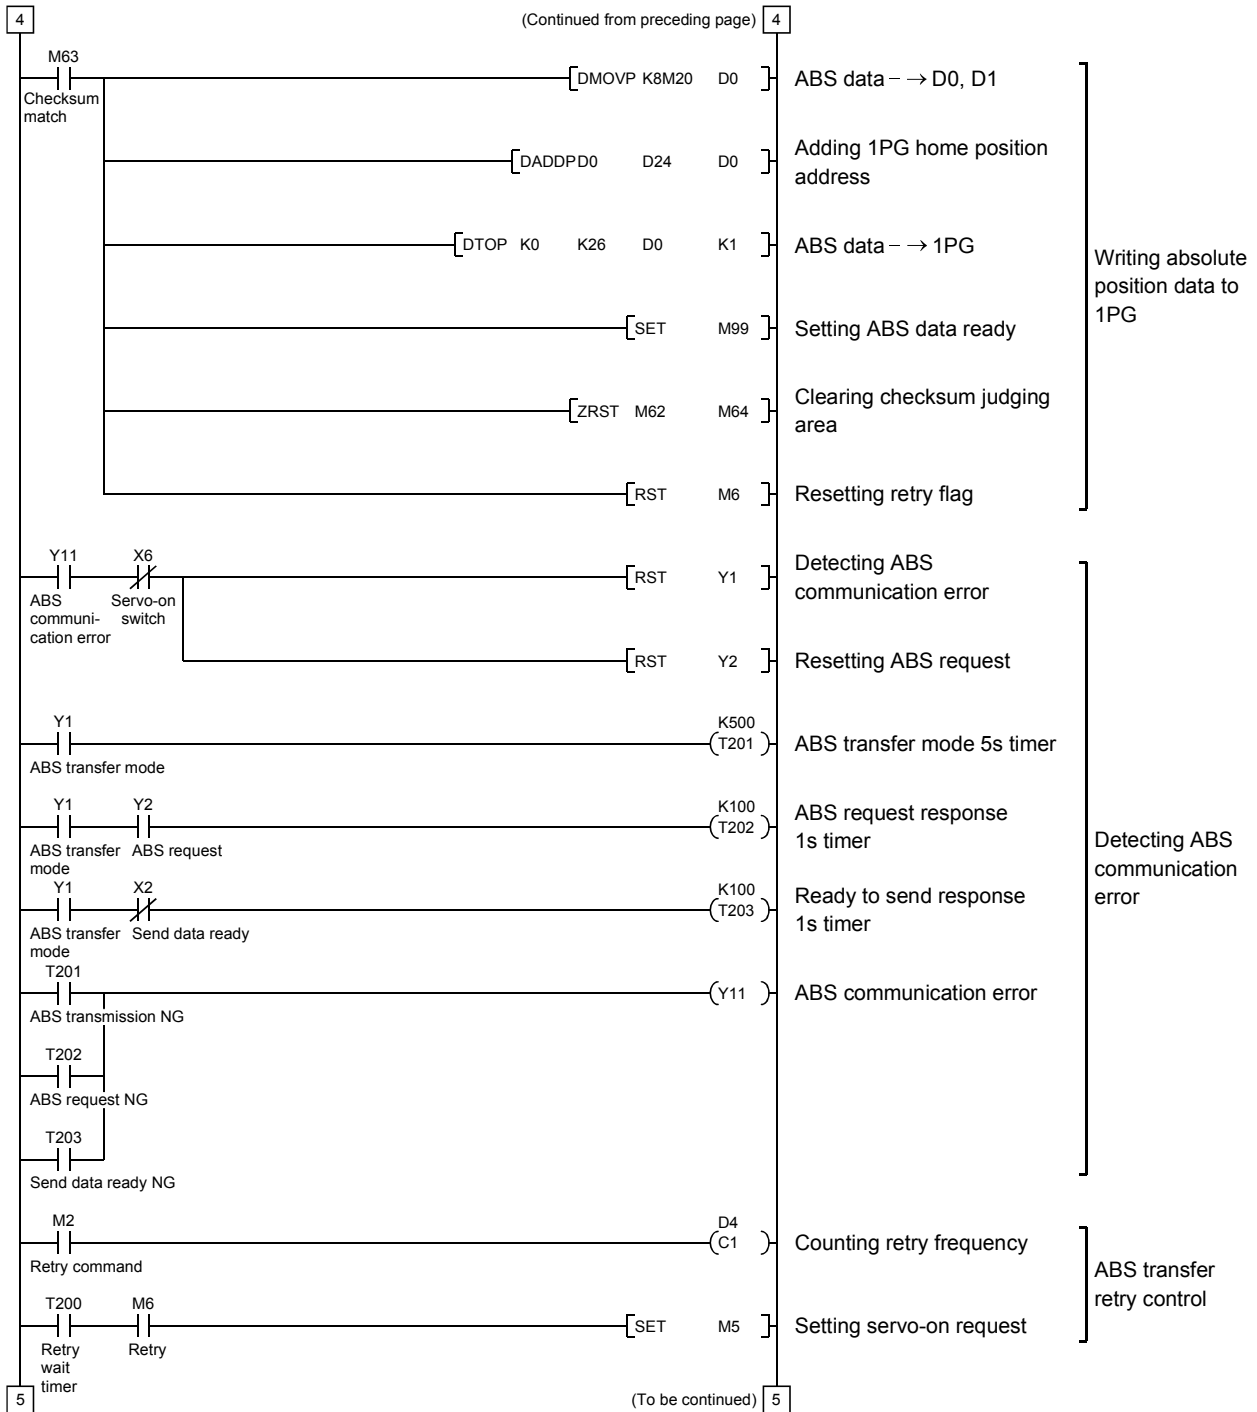 4 (Continued from preceding page) 4
M63
Checksum
match
DMOVP K8M20 D0 ABS data – → D0, D1
DADDPD0 D24 D0 Adding 1PG home position
address
DTOP K0 K26 D0 K1 ABS data – → 1PG
Writing absolute
position data to
1PG
SET M99 Setting ABS data ready
ZRST M62 M64 Clearing checksum judging
area
RST M6 Resetting retry flag
Y11 X6
ABS
communi-
cation error
Servo-on
switch
RST Y1 Detecting ABS
communication error
RST Y2 Resetting ABS request
Y1 K500
T201 ABS transfer mode 5s timer
ABS transfer mode
Y1 Y2 K100
T202 ABS request response
1s timer
ABS transfer
mode
ABS request
Detecting ABS
communication
error
Y1 X2 K100
T203 Ready to send response
1s timer
ABS transfer
mode
Send data ready
T201
Y11 ABS communication error
ABS transmission NG
T202
ABS request NG
T203
Send data ready NG
M2 D4
C1 Counting retry frequency
Retry command
ABS transfer
retry control
T200 M6
SET M5 Setting servo-on request
Retry
wait
timer
Retry
5 (To be continued) 5